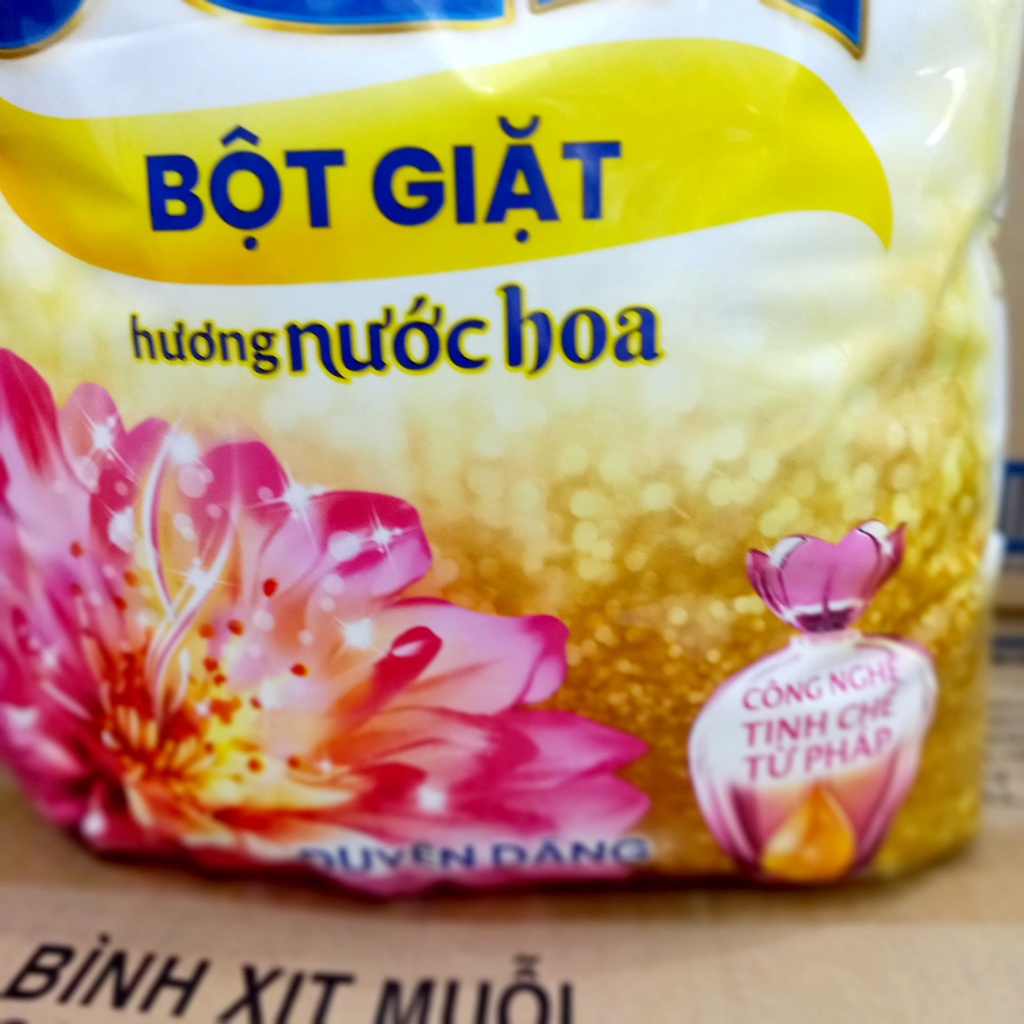 BỘT GIẶT
hương nước hoa
CÔNG NGHỆ
TINH CHẾ
TỪ PHÁP
DUYÊN DÁNG
BÌNH XỊT MUỖI